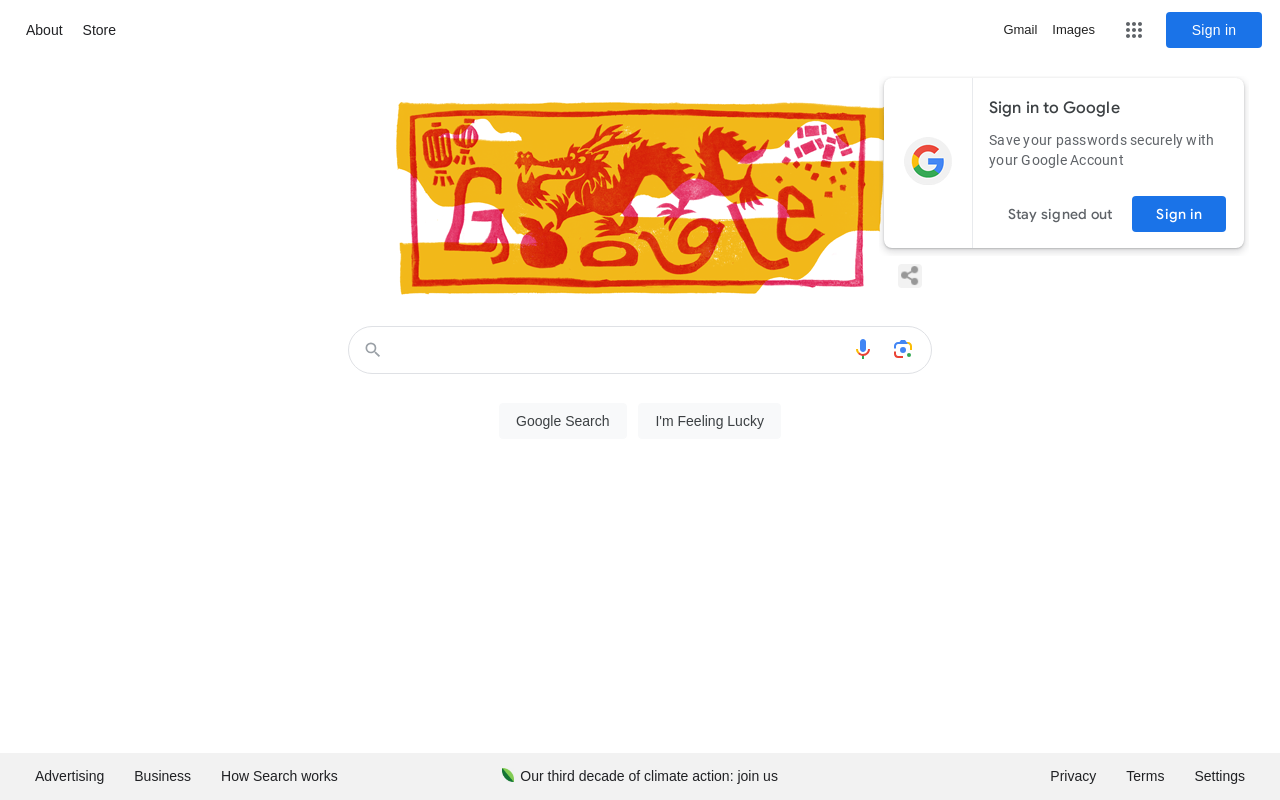 About Store
Gmail Images Sign in
Google
Sign in to Google
Save your passwords securely with
your Google Account
Stay signed out Sign in
Google Search I'm Feeling Lucky
Advertising Business How Search works Our third decade of climate action: join us Privacy Terms Settings